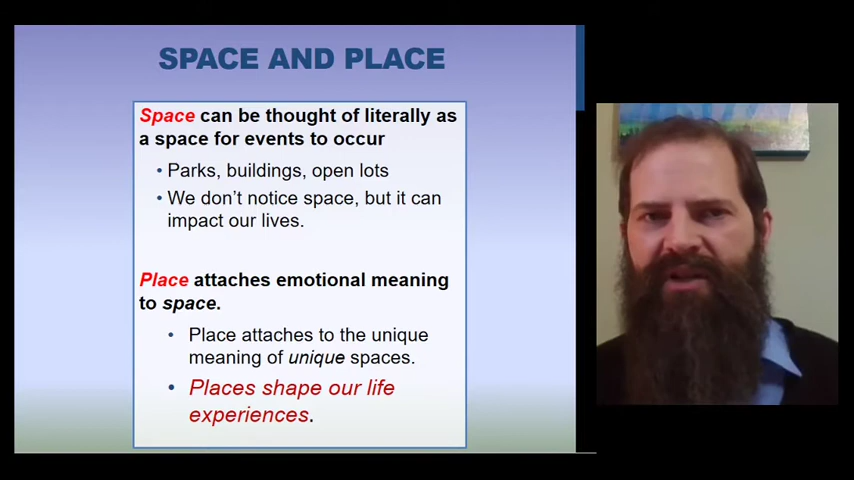 SPACE AND PLACE
Space can be thought of literally as
a space for events to occur
• Parks, buildings, open lots
• We don't notice space, but it can
impact our lives.
Place attaches emotional meaning
to space.
• Place attaches to the unique
meaning of unique spaces.
• Places shape our life
experiences.